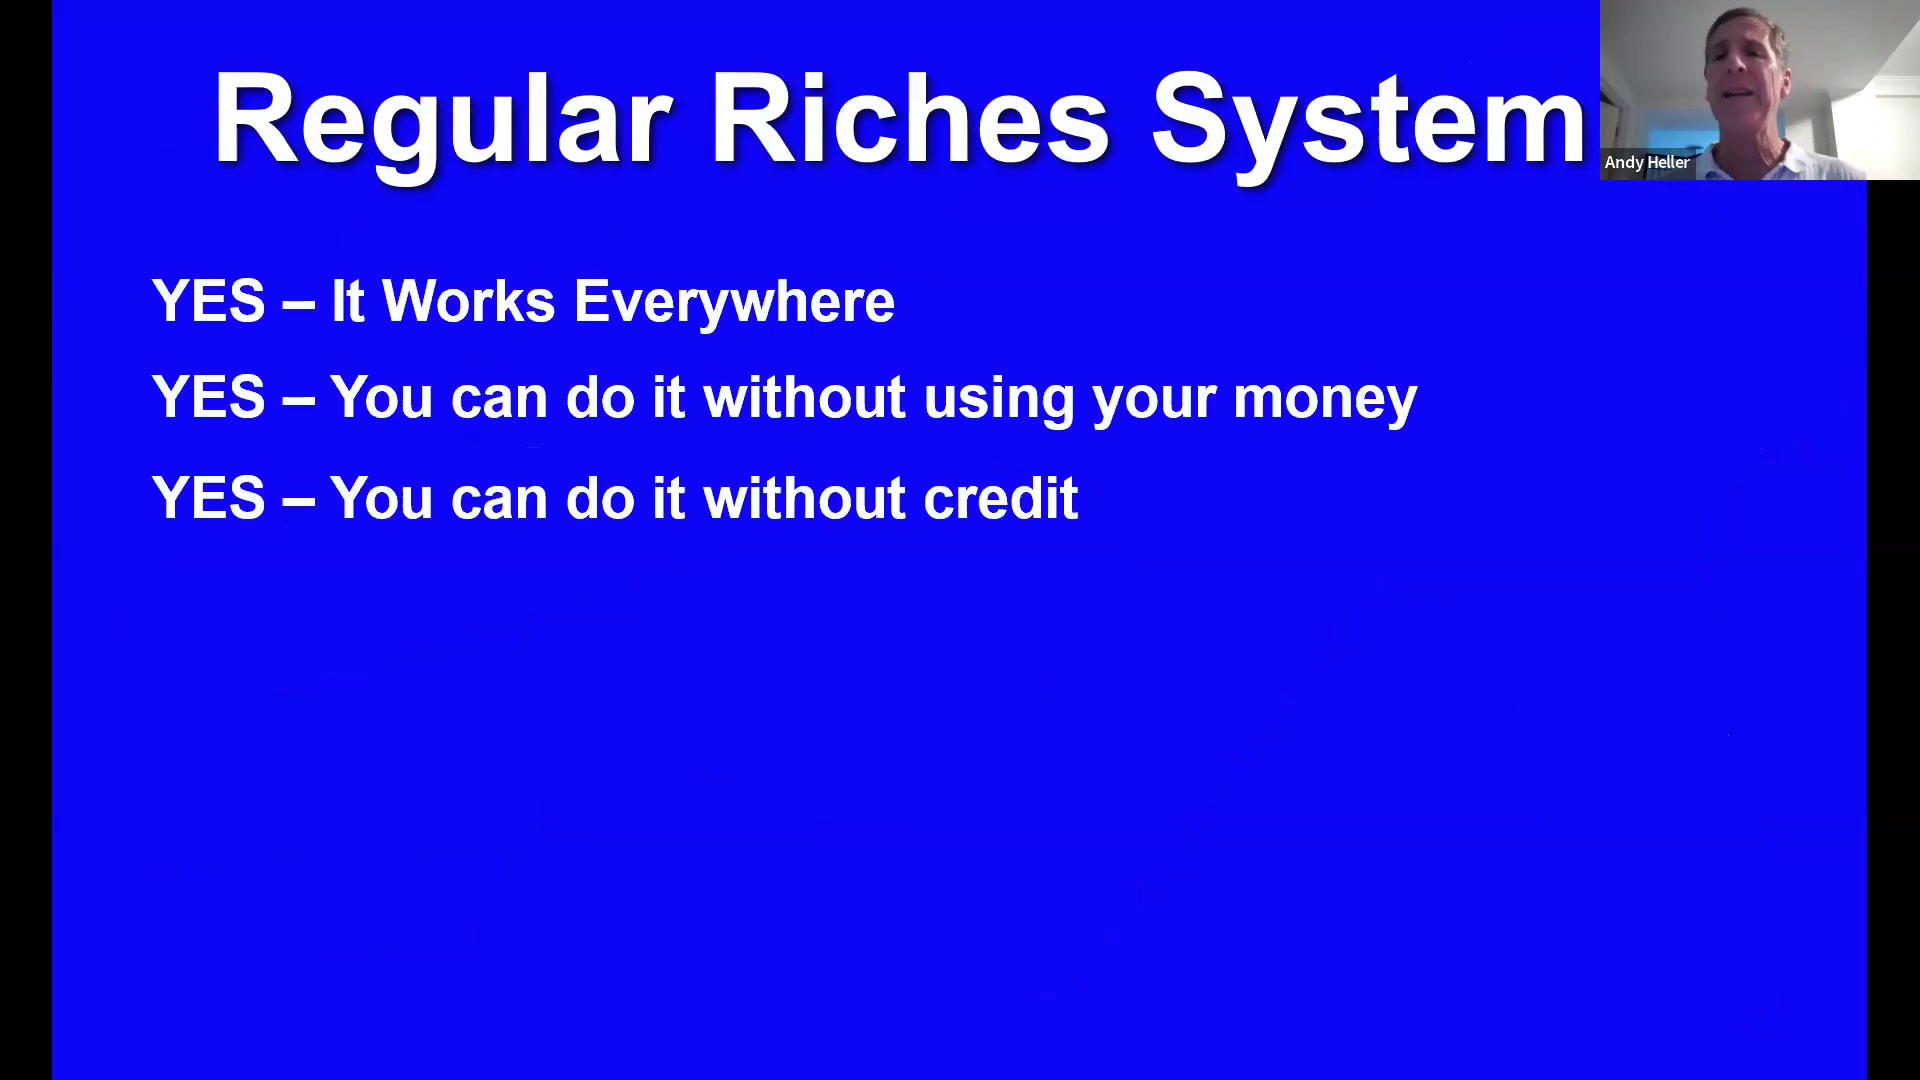 Regular Riches System
Andy Heller
YES – It Works Everywhere
YES – You can do it without using your money
YES – You can do it without credit